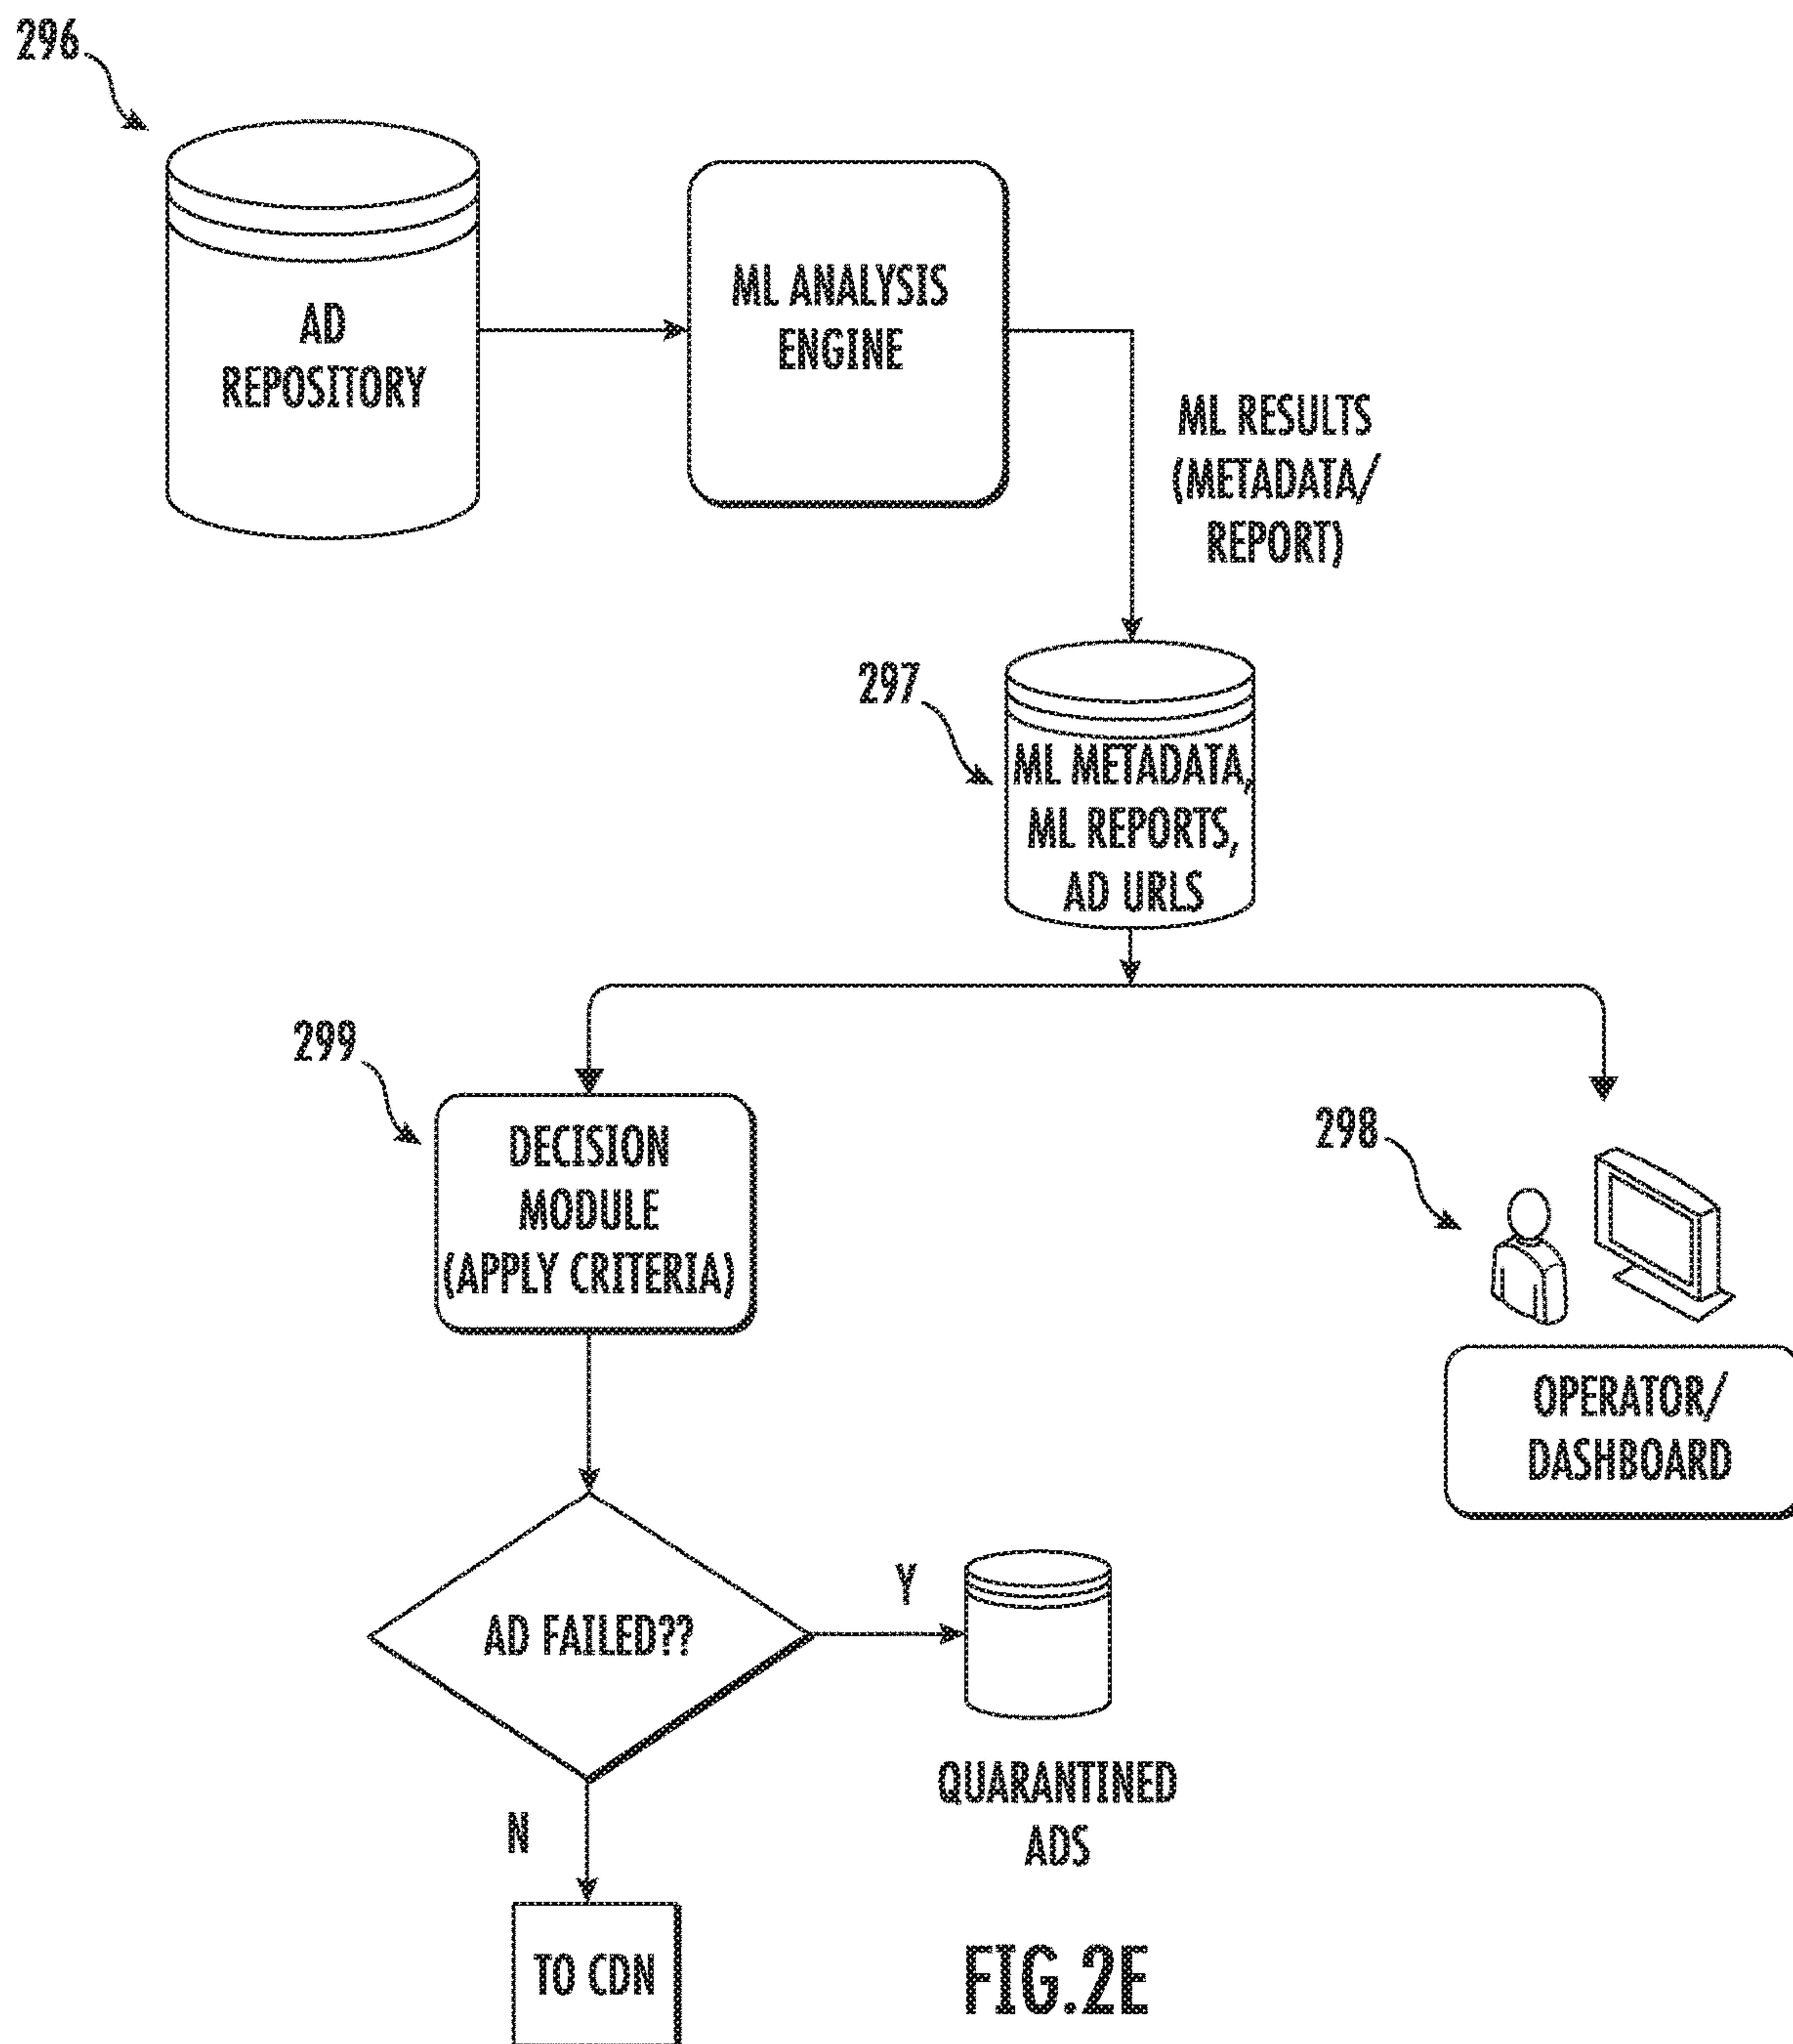 296
AD
REPOSITORY
ML ANALYSIS
ENGINE
ML RESULTS
(METADATA/
REPORT)
297
ML METADATA,
ML REPORTS,
AD URLS
299
DECISION
MODULE
(APPLY CRITERIA)
298
OPERATOR/
DASHBOARD
AD FAILED??
Y
QUARANTINED
ADS
N
TO CDN
FIG.2E